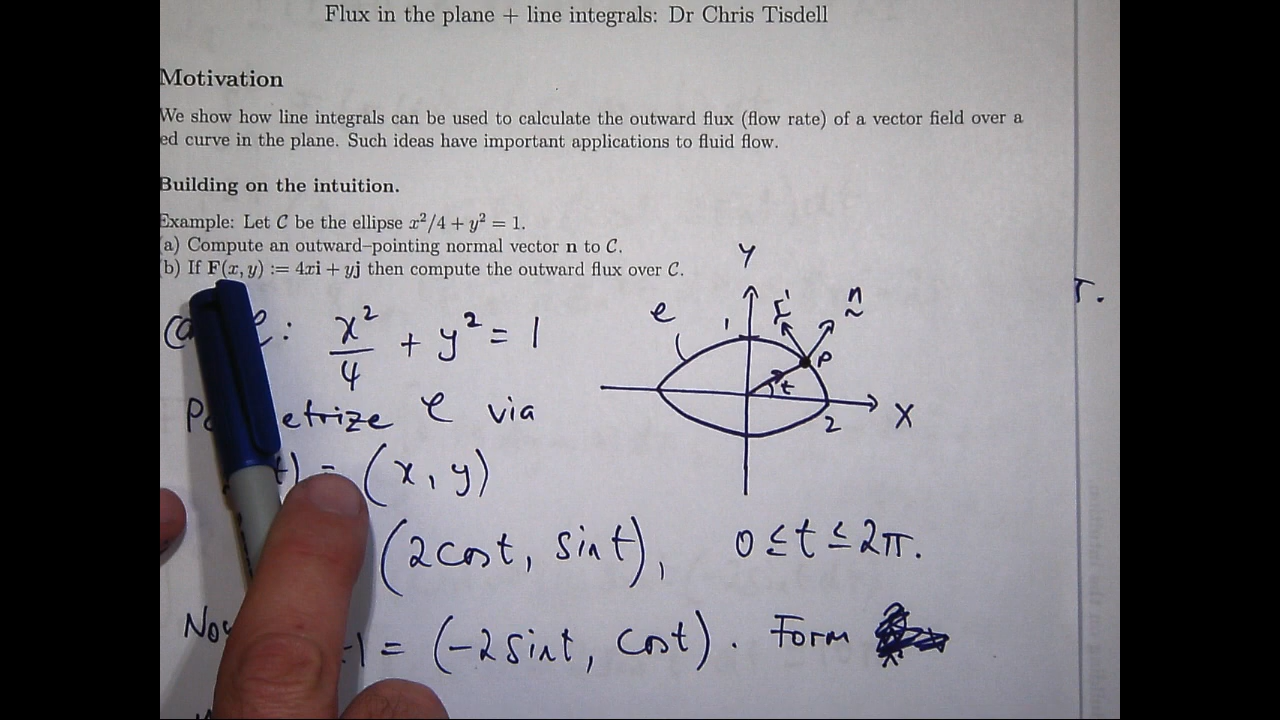 Flux in the plane + line integrals: Dr Chris Tisdell
Motivation
We show how line integrals can be used to calculate the outward flux (flow rate) of a vector field over a
ed curve in the plane. Such ideas have important applications to fluid flow.
Building on the intuition.
Example: Let C be the ellipse x²/4 + y² = 1.
a) Compute an outward–pointing normal vector n to C.
b) If F(x, y) := 4xi + yj then compute the outward flux over C.
(a) C: x²/4 + y² = 1
y
C
1
r'
n
P
t
2
x
etrize C via
t) = (x, y)
(2cost, sint), 0 ≤ t ≤ 2π.
= (-2sint, cost). Form